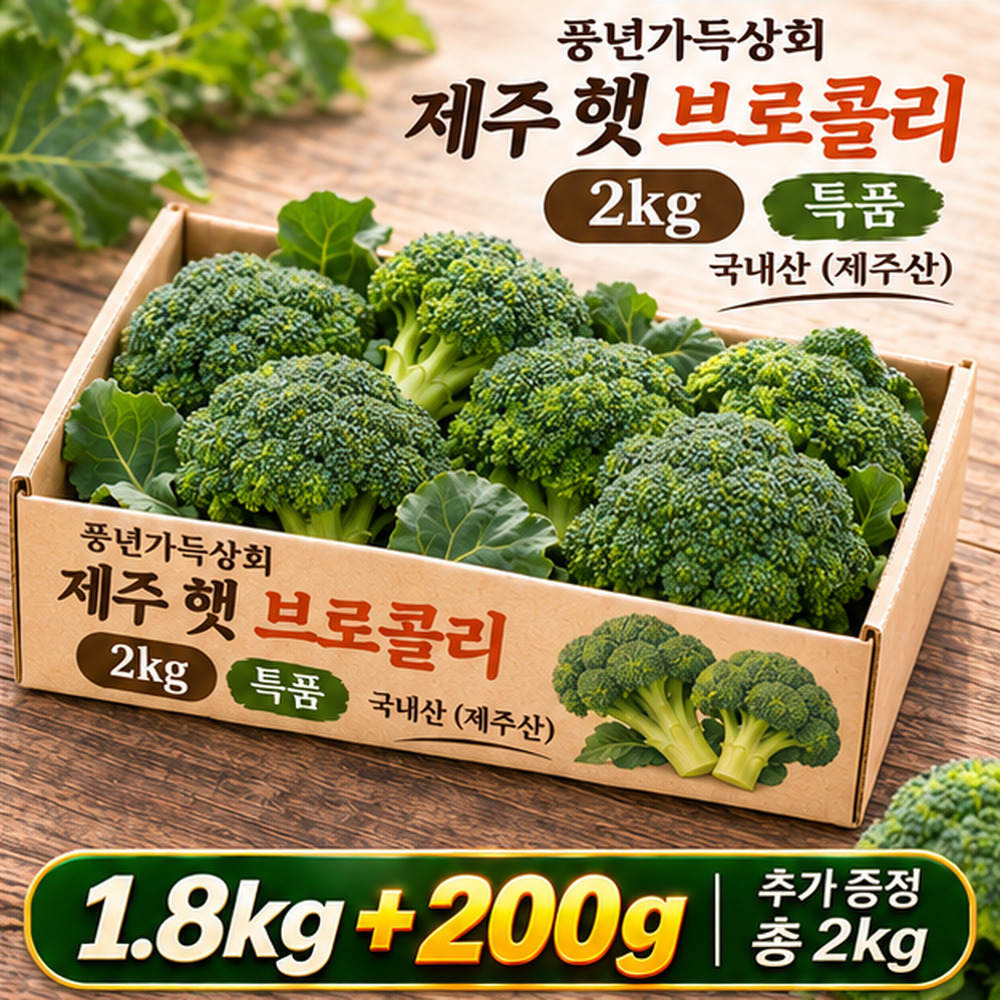 풍년가득상회
제주 햇 브로콜리
2kg 특품
국내산 (제주산)
풍년가득상회
제주 햇 브로콜리
2kg 특품
국내산 (제주산)
1.8kg + 200g
추가 증정
총 2kg